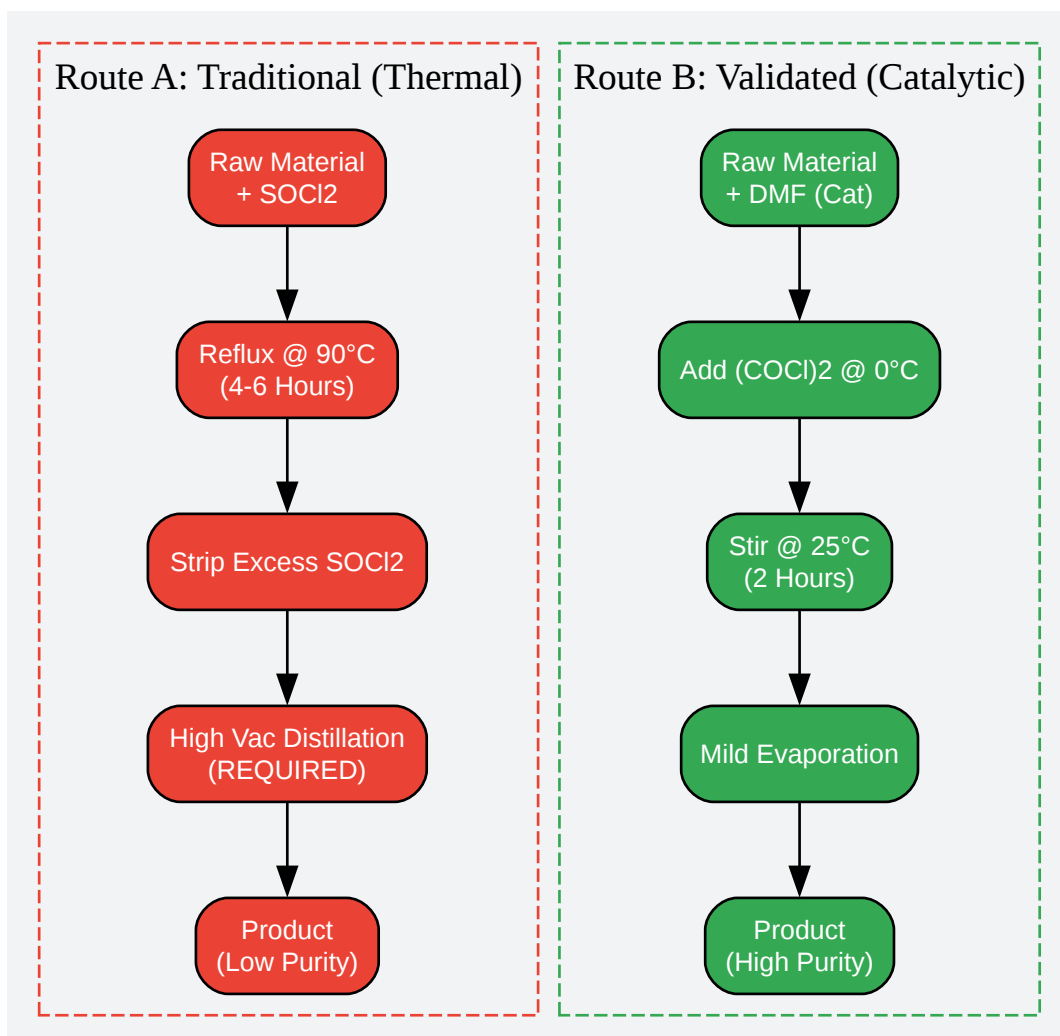 Route A: Traditional (Thermal)
Raw Material
+ SOCl2
Reflux @ 90°C
(4-6 Hours)
Strip Excess SOCl2
High Vac Distillation
(REQUIRED)
Product
(Low Purity)
Route B: Validated (Catalytic)
Raw Material
+ DMF (Cat)
Add (COCl)2 @ 0°C
Stir @ 25°C
(2 Hours)
Mild Evaporation
Product
(High Purity)